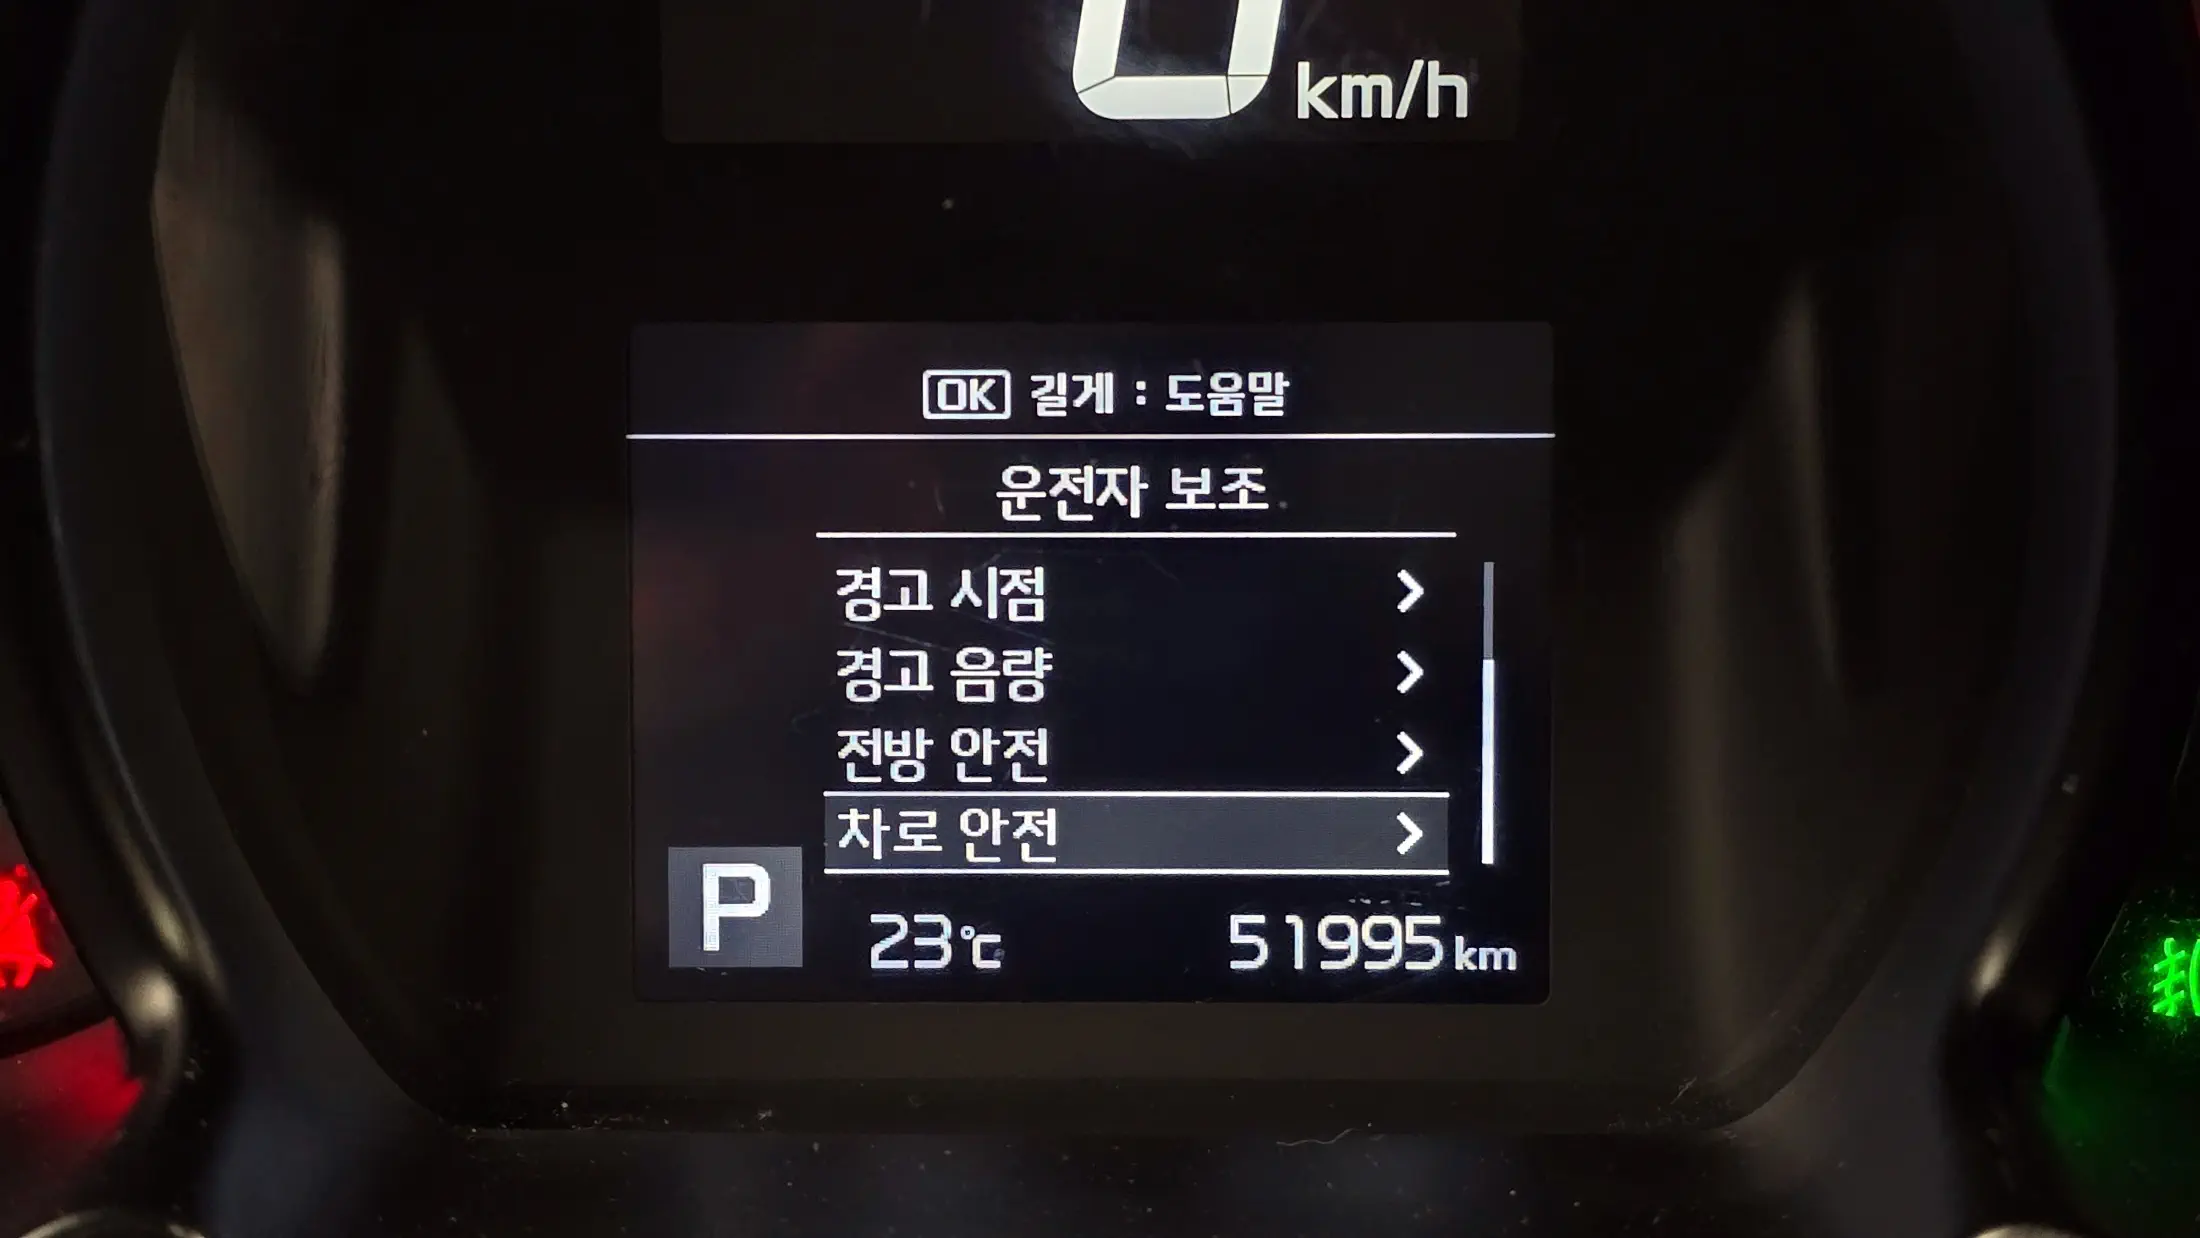 0 km/h
OK 길게 : 도움말
운전자 보조
경고 시점
경고 음량
전방 안전
차로 안전
P
23℃ 51995 km